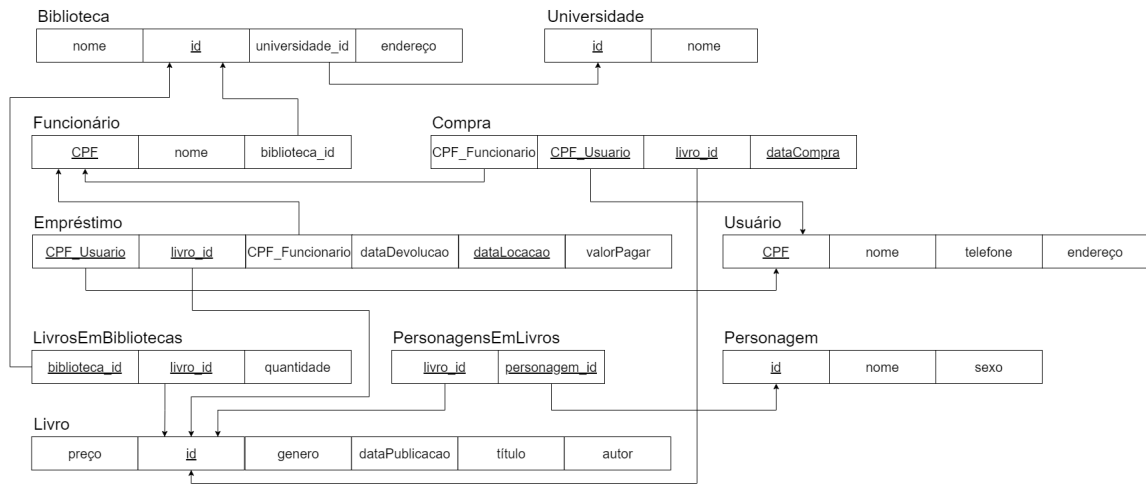 Biblioteca
nome id universidade_id endereço
Universidade
id nome
Funcionário
CPF nome biblioteca_id
Compra
CPF_Funcionario CPF_Usuario livro_id dataCompra
Empréstimo
CPF_Usuario livro_id CPF_Funcionario dataDevolucao dataLocacao valorPagar
Usuário
CPF nome telefone endereço
LivrosEmBibliotecas
biblioteca_id livro_id quantidade
PersonagensEmLivros
livro_id personagem_id
Personagem
id nome sexo
Livro
preço id genero dataPublicacao título autor